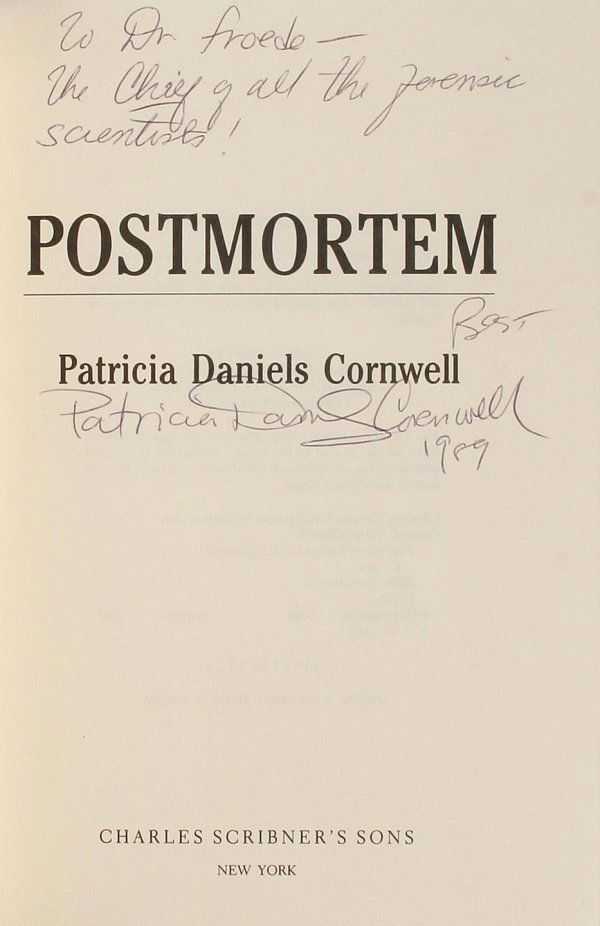 To Dr. Froede —
the Chief of all the forensic
scientists!
POSTMORTEM
Best
Patricia Daniels Cornwell
Patricia Daniels Cornwell
1989
CHARLES SCRIBNER'S SONS
NEW YORK